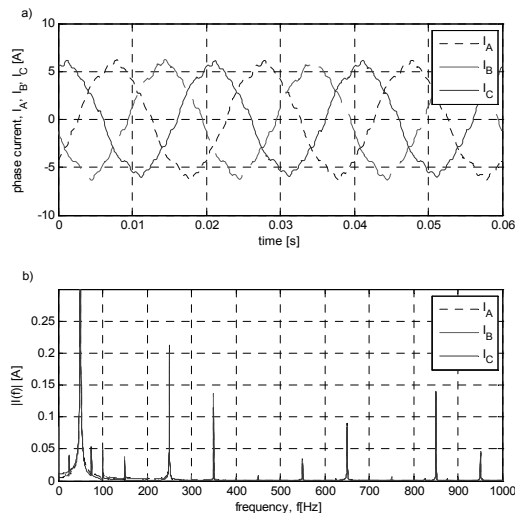 a)
phase current, I_A, I_B, I_C [A]
10
5
0
-5
-10
0 0.01 0.02 0.03 0.04 0.05 0.06
time [s]
I_A
I_B
I_C
b)
|I(f)| [A]
0.25
0.2
0.15
0.1
0.05
0
0 100 200 300 400 500 600 700 800 900 1000
frequency, f[Hz]
I_A
I_B
I_C